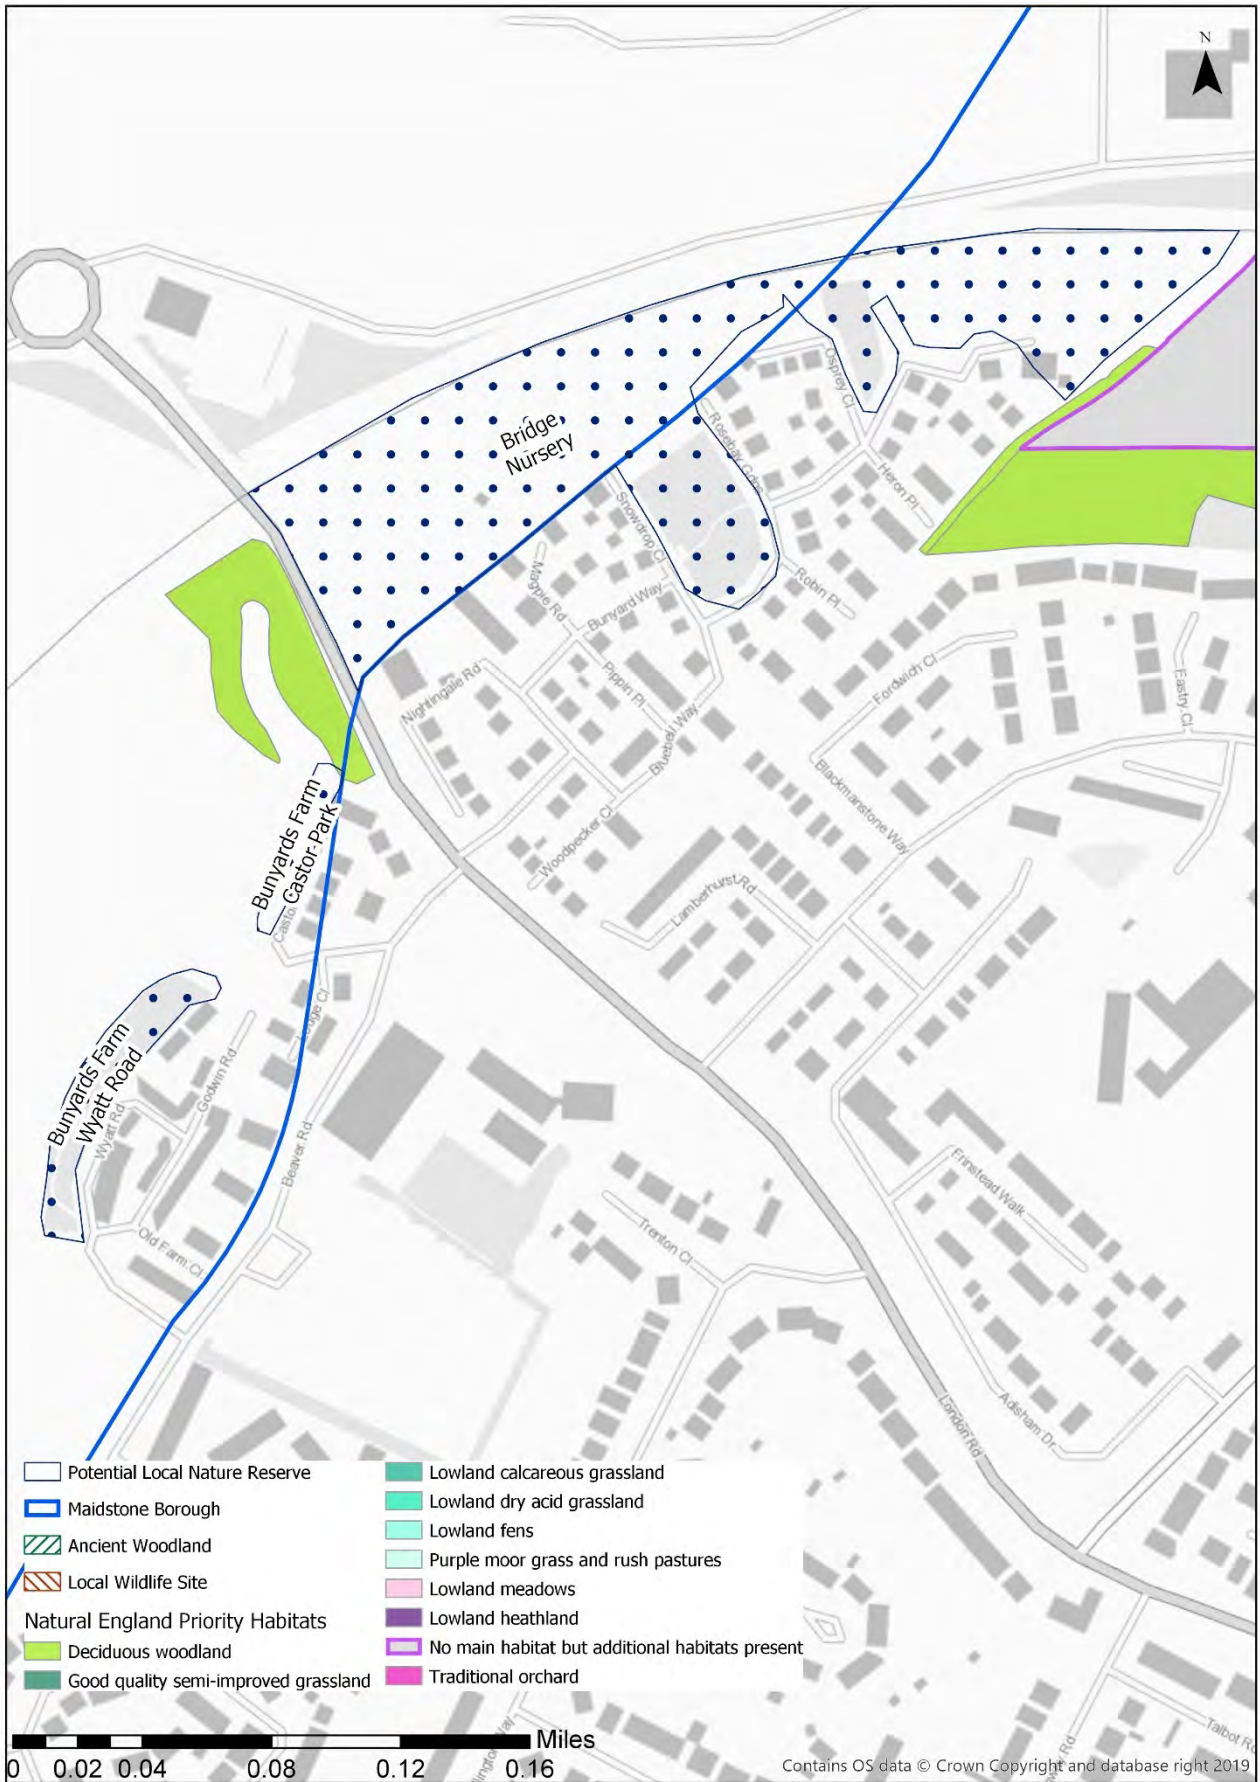 N
Bridge
Nursery
Osprey Cl
Rosebay Gdns
Heron Pl
Snowdrop Cl
Magpie Rd
Bunyard Way
Robin Pl
Nightingale Rd
Pippin Pl
Bluebell Way
Fordwich Cl
Eastry Cl
Blackmanstone Way
Woodpecker Cl
Lamberhurst Rd
Bunyards Farm
Castor Park
Bunyards Farm
Wyatt Road
Wyatt Rd
Godwin Rd
Beaver Rd
Old Farm Cl
Trenton Cl
Erinstead Walk
London Rd
Adisham Dr
Talbot Rd
Potential Local Nature Reserve
Maidstone Borough
Ancient Woodland
Local Wildlife Site
Natural England Priority Habitats
Deciduous woodland
Good quality semi-improved grassland
Lowland calcareous grassland
Lowland dry acid grassland
Lowland fens
Purple moor grass and rush pastures
Lowland meadows
Lowland heathland
No main habitat but additional habitats present
Traditional orchard
Miles
0 0.02 0.04 0.08 0.12 0.16
Contains OS data © Crown Copyright and database right 2019